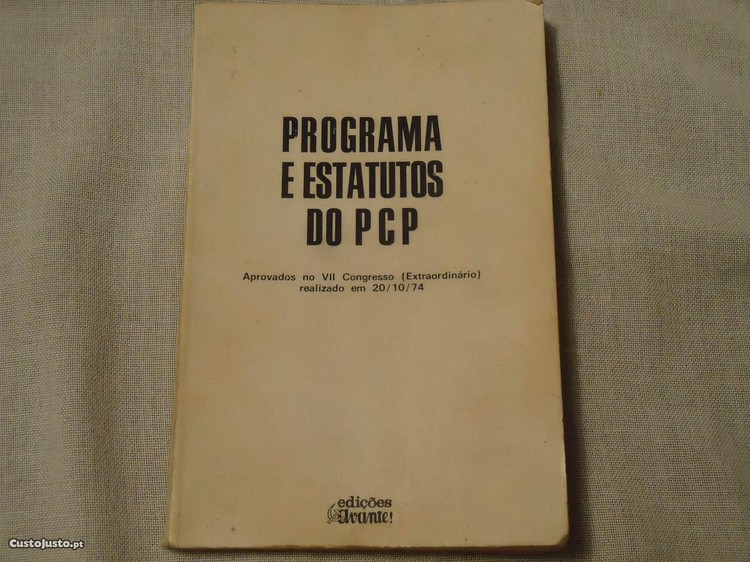 PROGRAMA
E ESTATUTOS
DO PCP
Aprovados no VII Congresso (Extraordinário)
realizado em 20/10/74
edições
Avante!
CustoJusto.pt